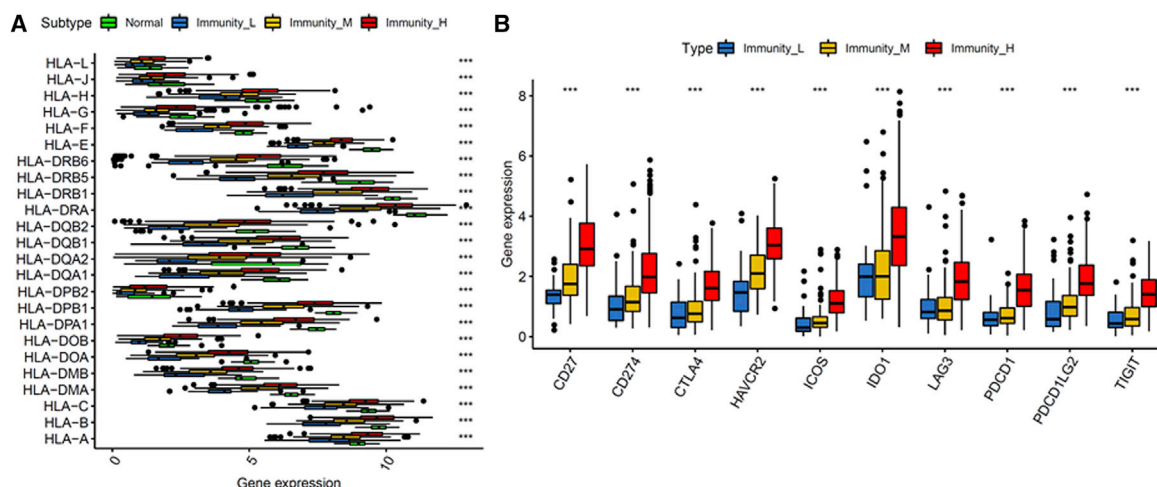 A
Subtype Normal Immunity_L Immunity_M Immunity_H
HLA-L ***
HLA-J ***
HLA-H ***
HLA-G ***
HLA-F ***
HLA-E ***
HLA-DRB6 ***
HLA-DRB5 ***
HLA-DRB1 ***
HLA-DRA ***
HLA-DQB2 ***
HLA-DQB1 ***
HLA-DQA2 ***
HLA-DQA1 ***
HLA-DPB2 ***
HLA-DPB1 ***
HLA-DPA1 ***
HLA-DOB ***
HLA-DOA ***
HLA-DMB ***
HLA-DMA ***
HLA-C ***
HLA-B ***
HLA-A ***
0 5 10
Gene expression
B
Type Immunity_L Immunity_M Immunity_H
*** *** *** *** *** *** *** *** *** ***
8
6
4
2
0
Gene expression
CD27 CD274 CTLA4 HAVCR2 ICOS IDO1 LAG3 PDCD1 PDCD1LG2 TIGIT